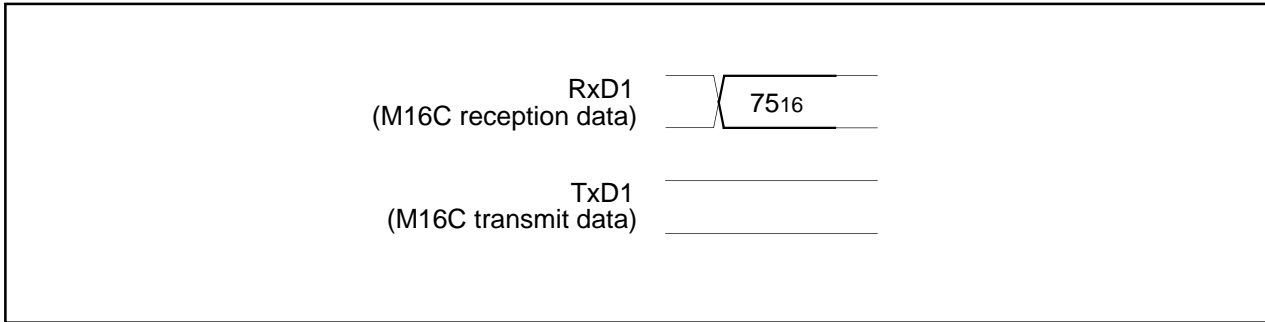 RxD1
(M16C reception data)
7516
TxD1
(M16C transmit data)